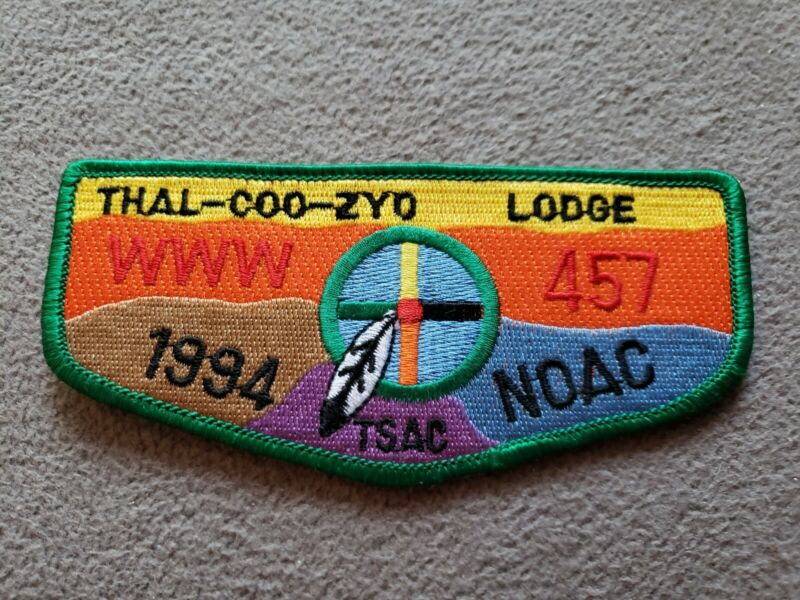 THAL-COO-ZYO LODGE
WWW 457
1994 NOAC
TSAC